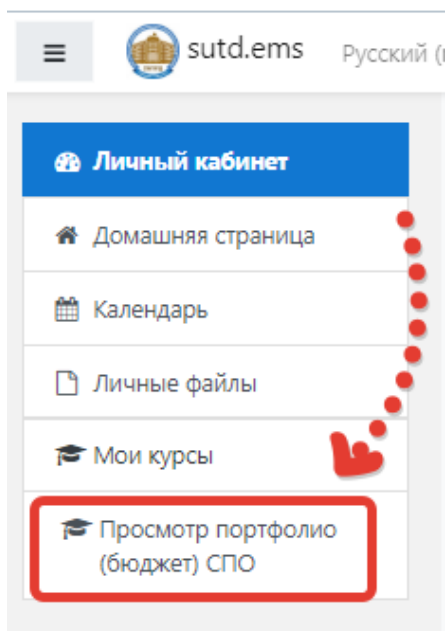 sutd.ems Русский (
Личный кабинет
Домашняя страница
Календарь
Личные файлы
Мои курсы
Просмотр портфолио
(бюджет) СПО